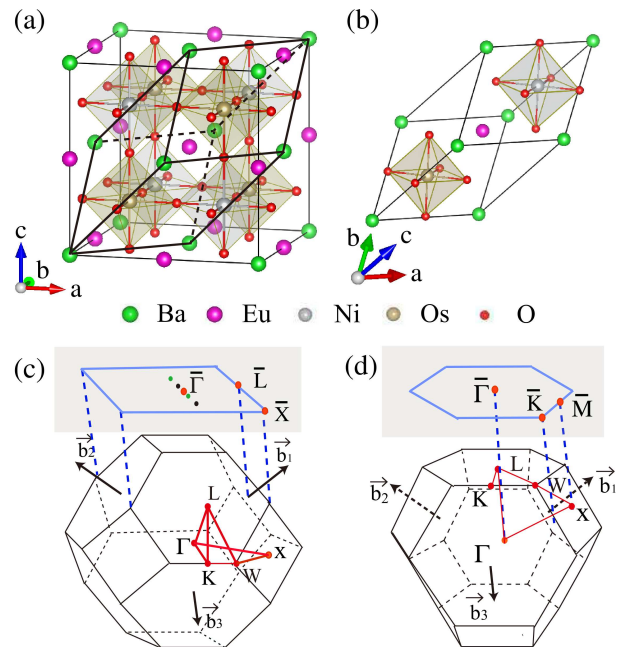 (a)
(b)
c
b
a
b
c
a
Ba
Eu
Ni
Os
O
(c)
Γ̅
L̅
X̅
b⃗₂
b⃗₁
L
Γ
X
K
W
b⃗₃
(d)
Γ̅
K̅
M̅
L
W
b⃗₂
K
b⃗₁
X
Γ
b⃗₃